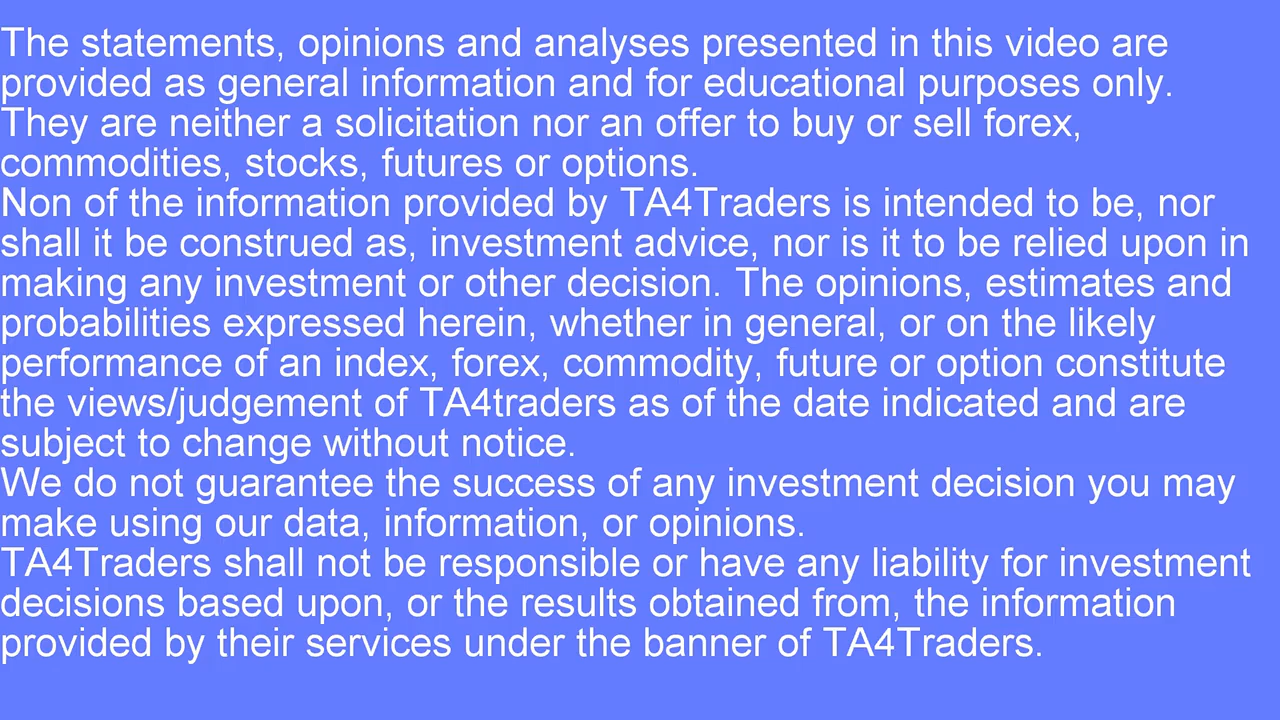 The statements, opinions and analyses presented in this video are
provided as general information and for educational purposes only.
They are neither a solicitation nor an offer to buy or sell forex,
commodities, stocks, futures or options.
Non of the information provided by TA4Traders is intended to be, nor
shall it be construed as, investment advice, nor is it to be relied upon in
making any investment or other decision. The opinions, estimates and
probabilities expressed herein, whether in general, or on the likely
performance of an index, forex, commodity, future or option constitute
the views/judgement of TA4traders as of the date indicated and are
subject to change without notice.
We do not guarantee the success of any investment decision you may
make using our data, information, or opinions.
TA4Traders shall not be responsible or have any liability for investment
decisions based upon, or the results obtained from, the information
provided by their services under the banner of TA4Traders.